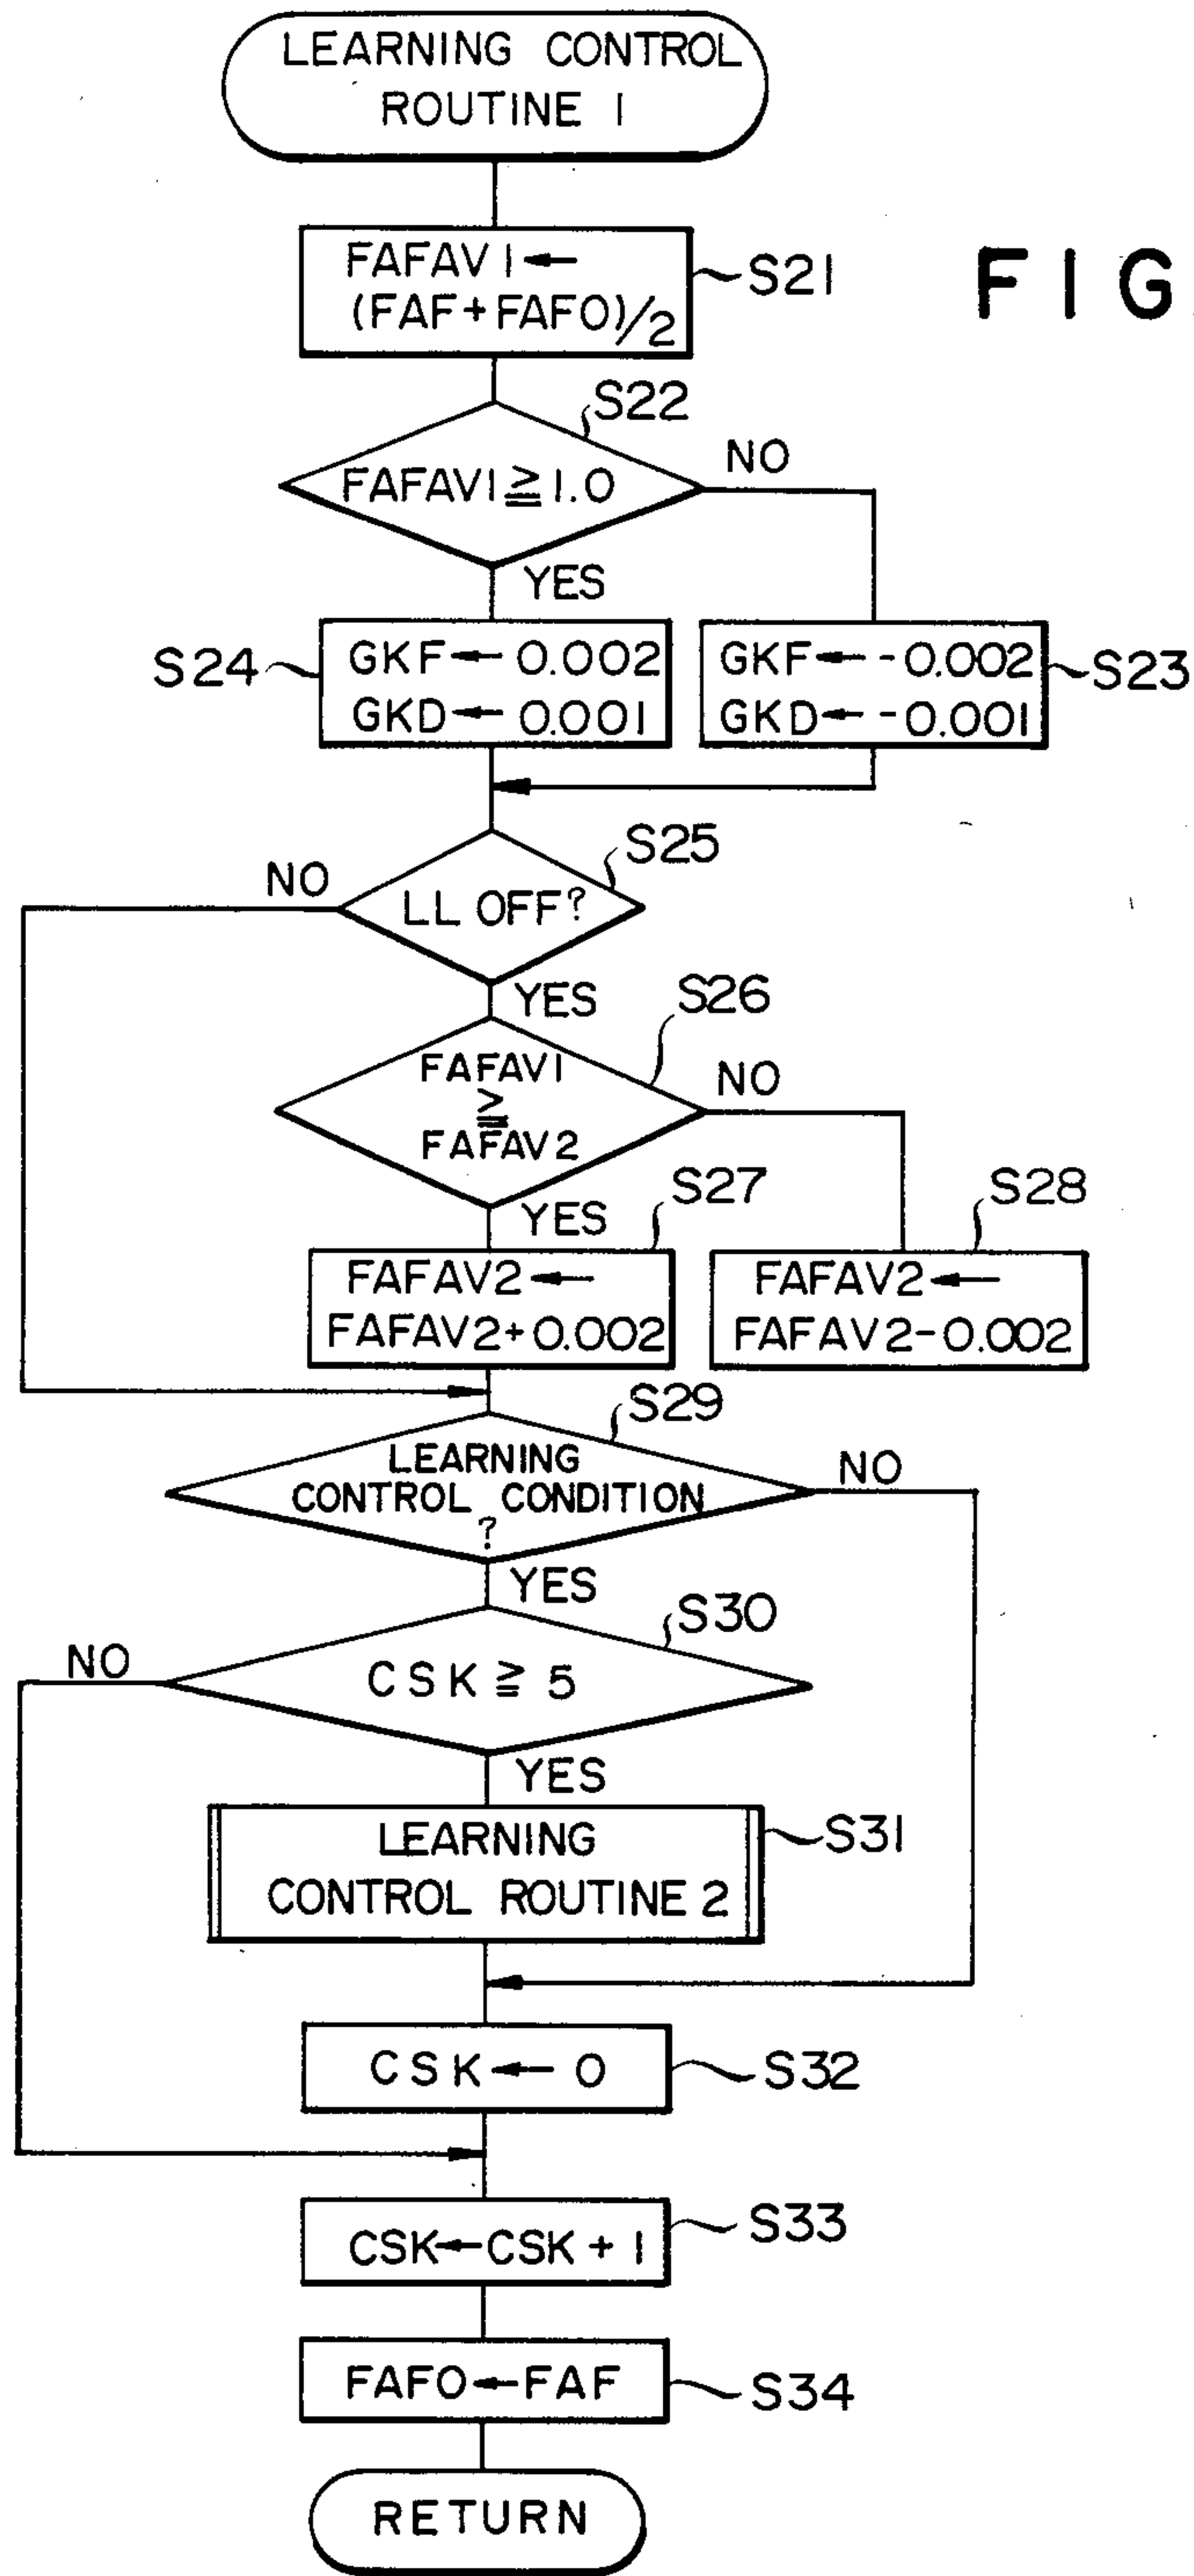 LEARNING CONTROL
ROUTINE 1
FAFAV1←
(FAF+FAFO)/2
S21
FIG
S22
FAFAV1≧1.0
NO
YES
S24
GKF←0.002
GKD←0.001
GKF←-0.002
GKD←-0.001
S23
S25
NO
LL OFF?
YES
S26
FAFAV1
≧
FAFAV2
NO
YES
S27
S28
FAFAV2←
FAFAV2+0.002
FAFAV2←
FAFAV2-0.002
S29
LEARNING
CONTROL CONDITION
?
NO
YES
S30
NO
CSK ≧ 5
YES
LEARNING
CONTROL ROUTINE 2
S31
CSK←0
S32
CSK←CSK+1
S33
FAFO←FAF
S34
RETURN